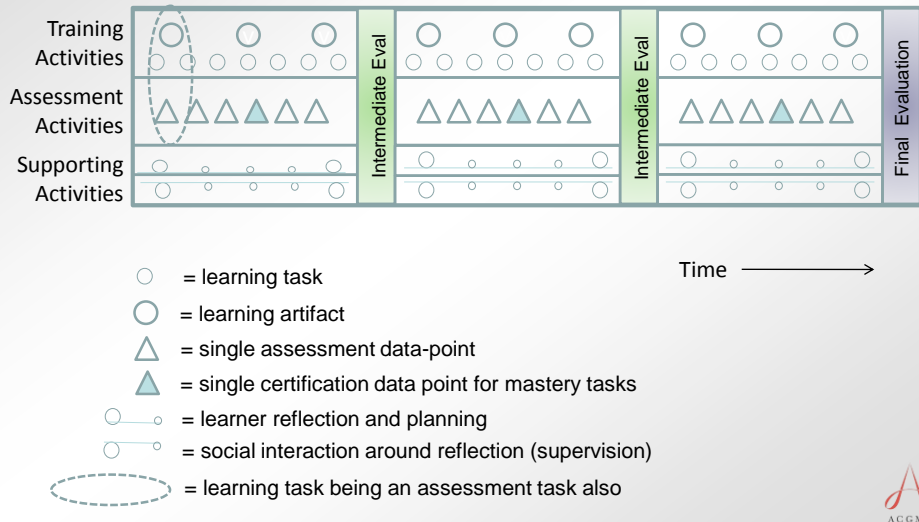 Training
Activities
Assessment
Activities
Supporting
Activities
Intermediate Eval
Intermediate Eval
Final Evaluation
Time
= learning task
= learning artifact
= single assessment data-point
= single certification data point for mastery tasks
= learner reflection and planning
= social interaction around reflection (supervision)
= learning task being an assessment task also